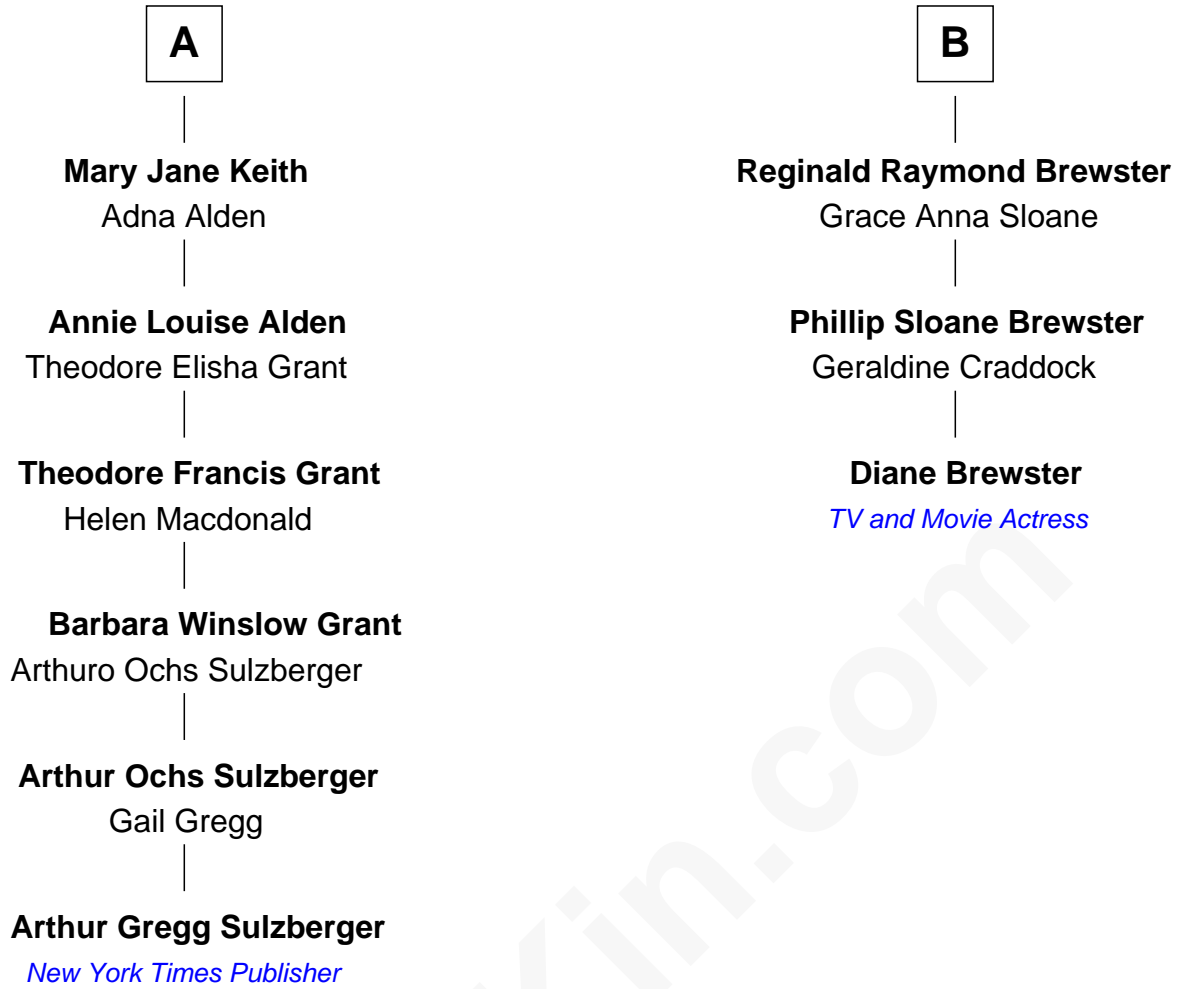 A
Mary Jane Keith
Adna Alden
Annie Louise Alden
Theodore Elisha Grant
Theodore Francis Grant
Helen Macdonald
Barbara Winslow Grant
Arthuro Ochs Sulzberger
Arthur Ochs Sulzberger
Gail Gregg
Arthur Gregg Sulzberger
New York Times Publisher
B
Reginald Raymond Brewster
Grace Anna Sloane
Phillip Sloane Brewster
Geraldine Craddock
Diane Brewster
TV and Movie Actress
Kin.com